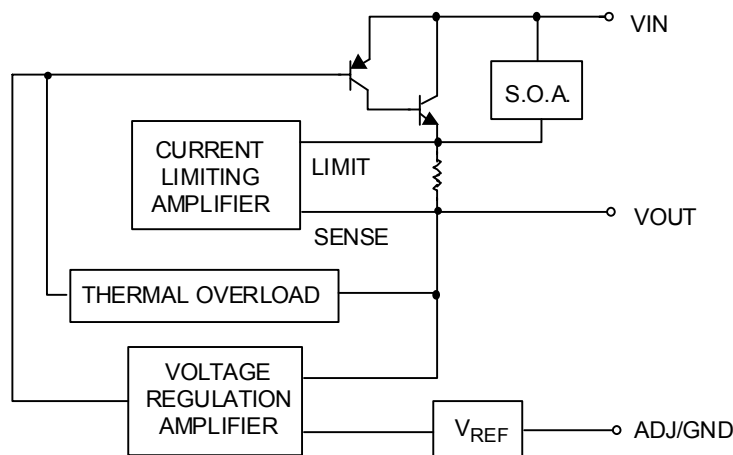 VIN
S.O.A.
CURRENT
LIMITING
AMPLIFIER
LIMIT
SENSE
VOUT
THERMAL OVERLOAD
VOLTAGE
REGULATION
AMPLIFIER
VREF
ADJ/GND